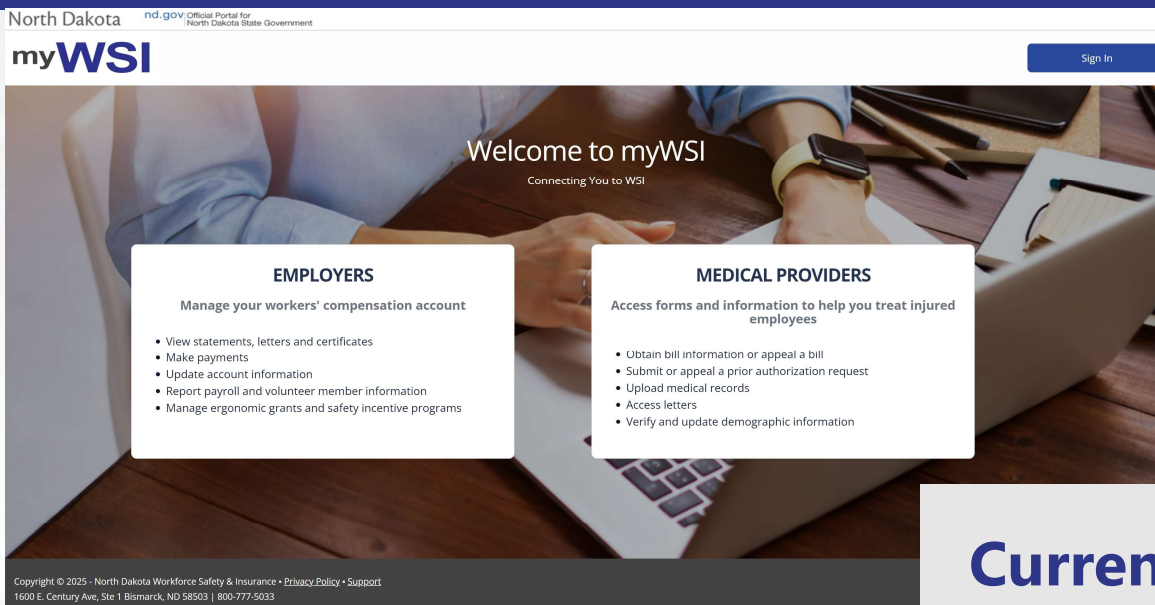 North Dakota
nd.gov Official Portal for
North Dakota State Government
myWSI
Sign In
Welcome to myWSI
Connecting You to WSI
EMPLOYERS
Manage your workers' compensation account
• View statements, letters and certificates
• Make payments
• Update account information
• Report payroll and volunteer member information
• Manage ergonomic grants and safety incentive programs
MEDICAL PROVIDERS
Access forms and information to help you treat injured
employees
• Obtain bill information or appeal a bill
• Submit or appeal a prior authorization request
• Upload medical records
• Access letters
• Verify and update demographic information
Copyright © 2025 - North Dakota Workforce Safety & Insurance • Privacy Policy • Support
1600 E. Century Ave, Ste 1 Bismarck, ND 58503 | 800-777-5033